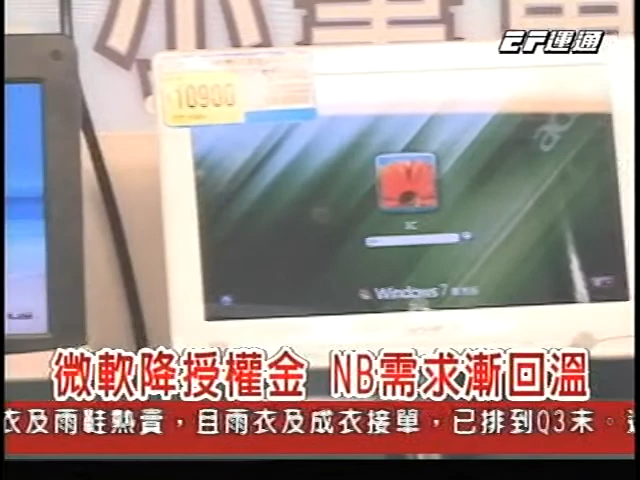 EF運通
10900
Windows 7
微軟降授權金 NB需求漸回溫
衣及雨鞋熱賣，目雨衣及成衣接單，已排到Q3末。